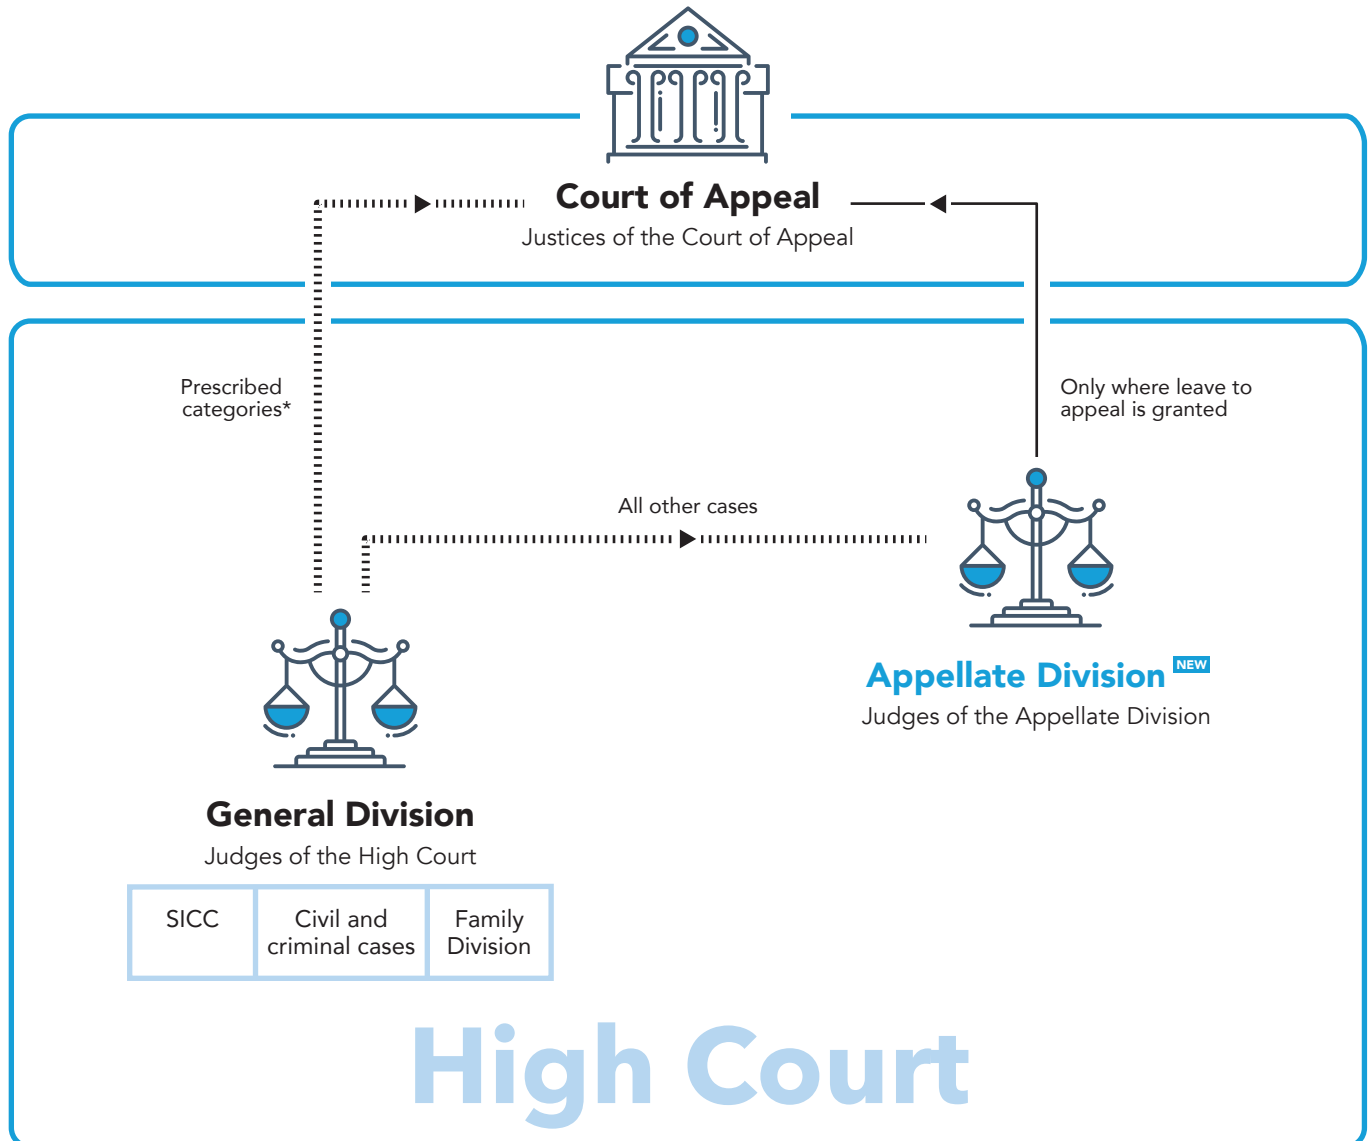 Court of Appeal
Justices of the Court of Appeal
Prescribed
categories*
Only where leave to
appeal is granted
All other cases
Appellate Division NEW
Judges of the Appellate Division
General Division
Judges of the High Court
SICC
Civil and
criminal cases
Family
Division
High Court